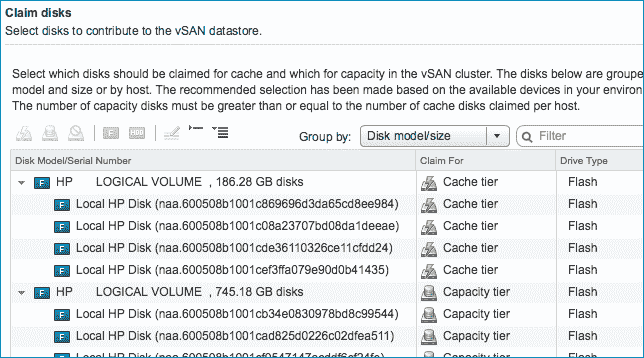 Claim disks
Select disks to contribute to the vSAN datastore.
Select which disks should be claimed for cache and which for capacity in the vSAN cluster. The disks below are groupe
model and size or by host. The recommended selection has been made based on the available devices in your environ
The number of capacity disks must be greater than or equal to the number of cache disks claimed per host.
F HDD Group by: Disk model/size Filter
Disk Model/Serial Number Claim For Drive Type
F HP LOGICAL VOLUME , 186.28 GB disks Cache tier Flash
F Local HP Disk (naa.600508b1001c869696d3da65cd8ee984) Cache tier Flash
F Local HP Disk (naa.600508b1001c08a23707bd08da1deeae) Cache tier Flash
F Local HP Disk (naa.600508b1001cde36110326ce11cfdd24) Cache tier Flash
F Local HP Disk (naa.600508b1001cef3ffa079e90d0b41435) Cache tier Flash
F HP LOGICAL VOLUME , 745.18 GB disks Capacity tier Flash
F Local HP Disk (naa.600508b1001cb34e0830978bd8c99544) Capacity tier Flash
F Local HP Disk (naa.600508b1001cad825d0226c02dfea511) Capacity tier Flash
Local HP Disk Capacity tier Flash